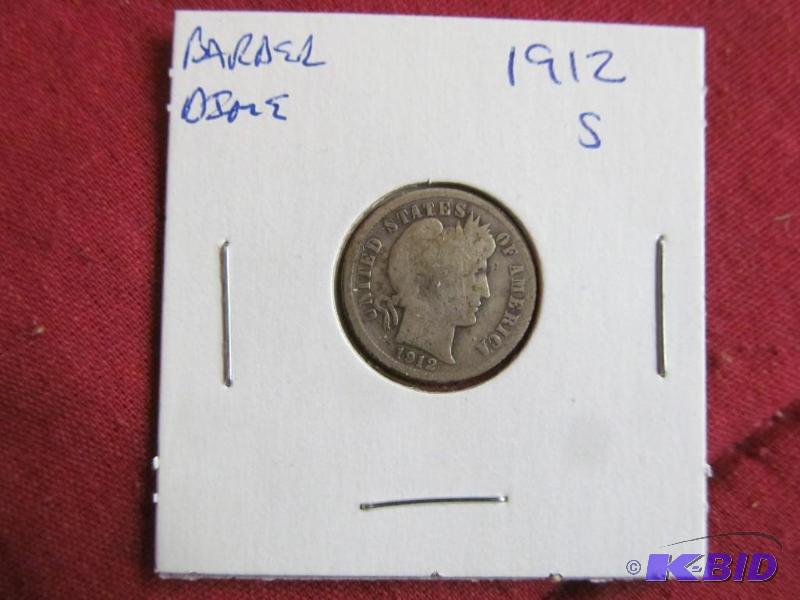 BARBER
DIME
1912
S
UNITED STATES OF AMERICA
1912
© K-BID